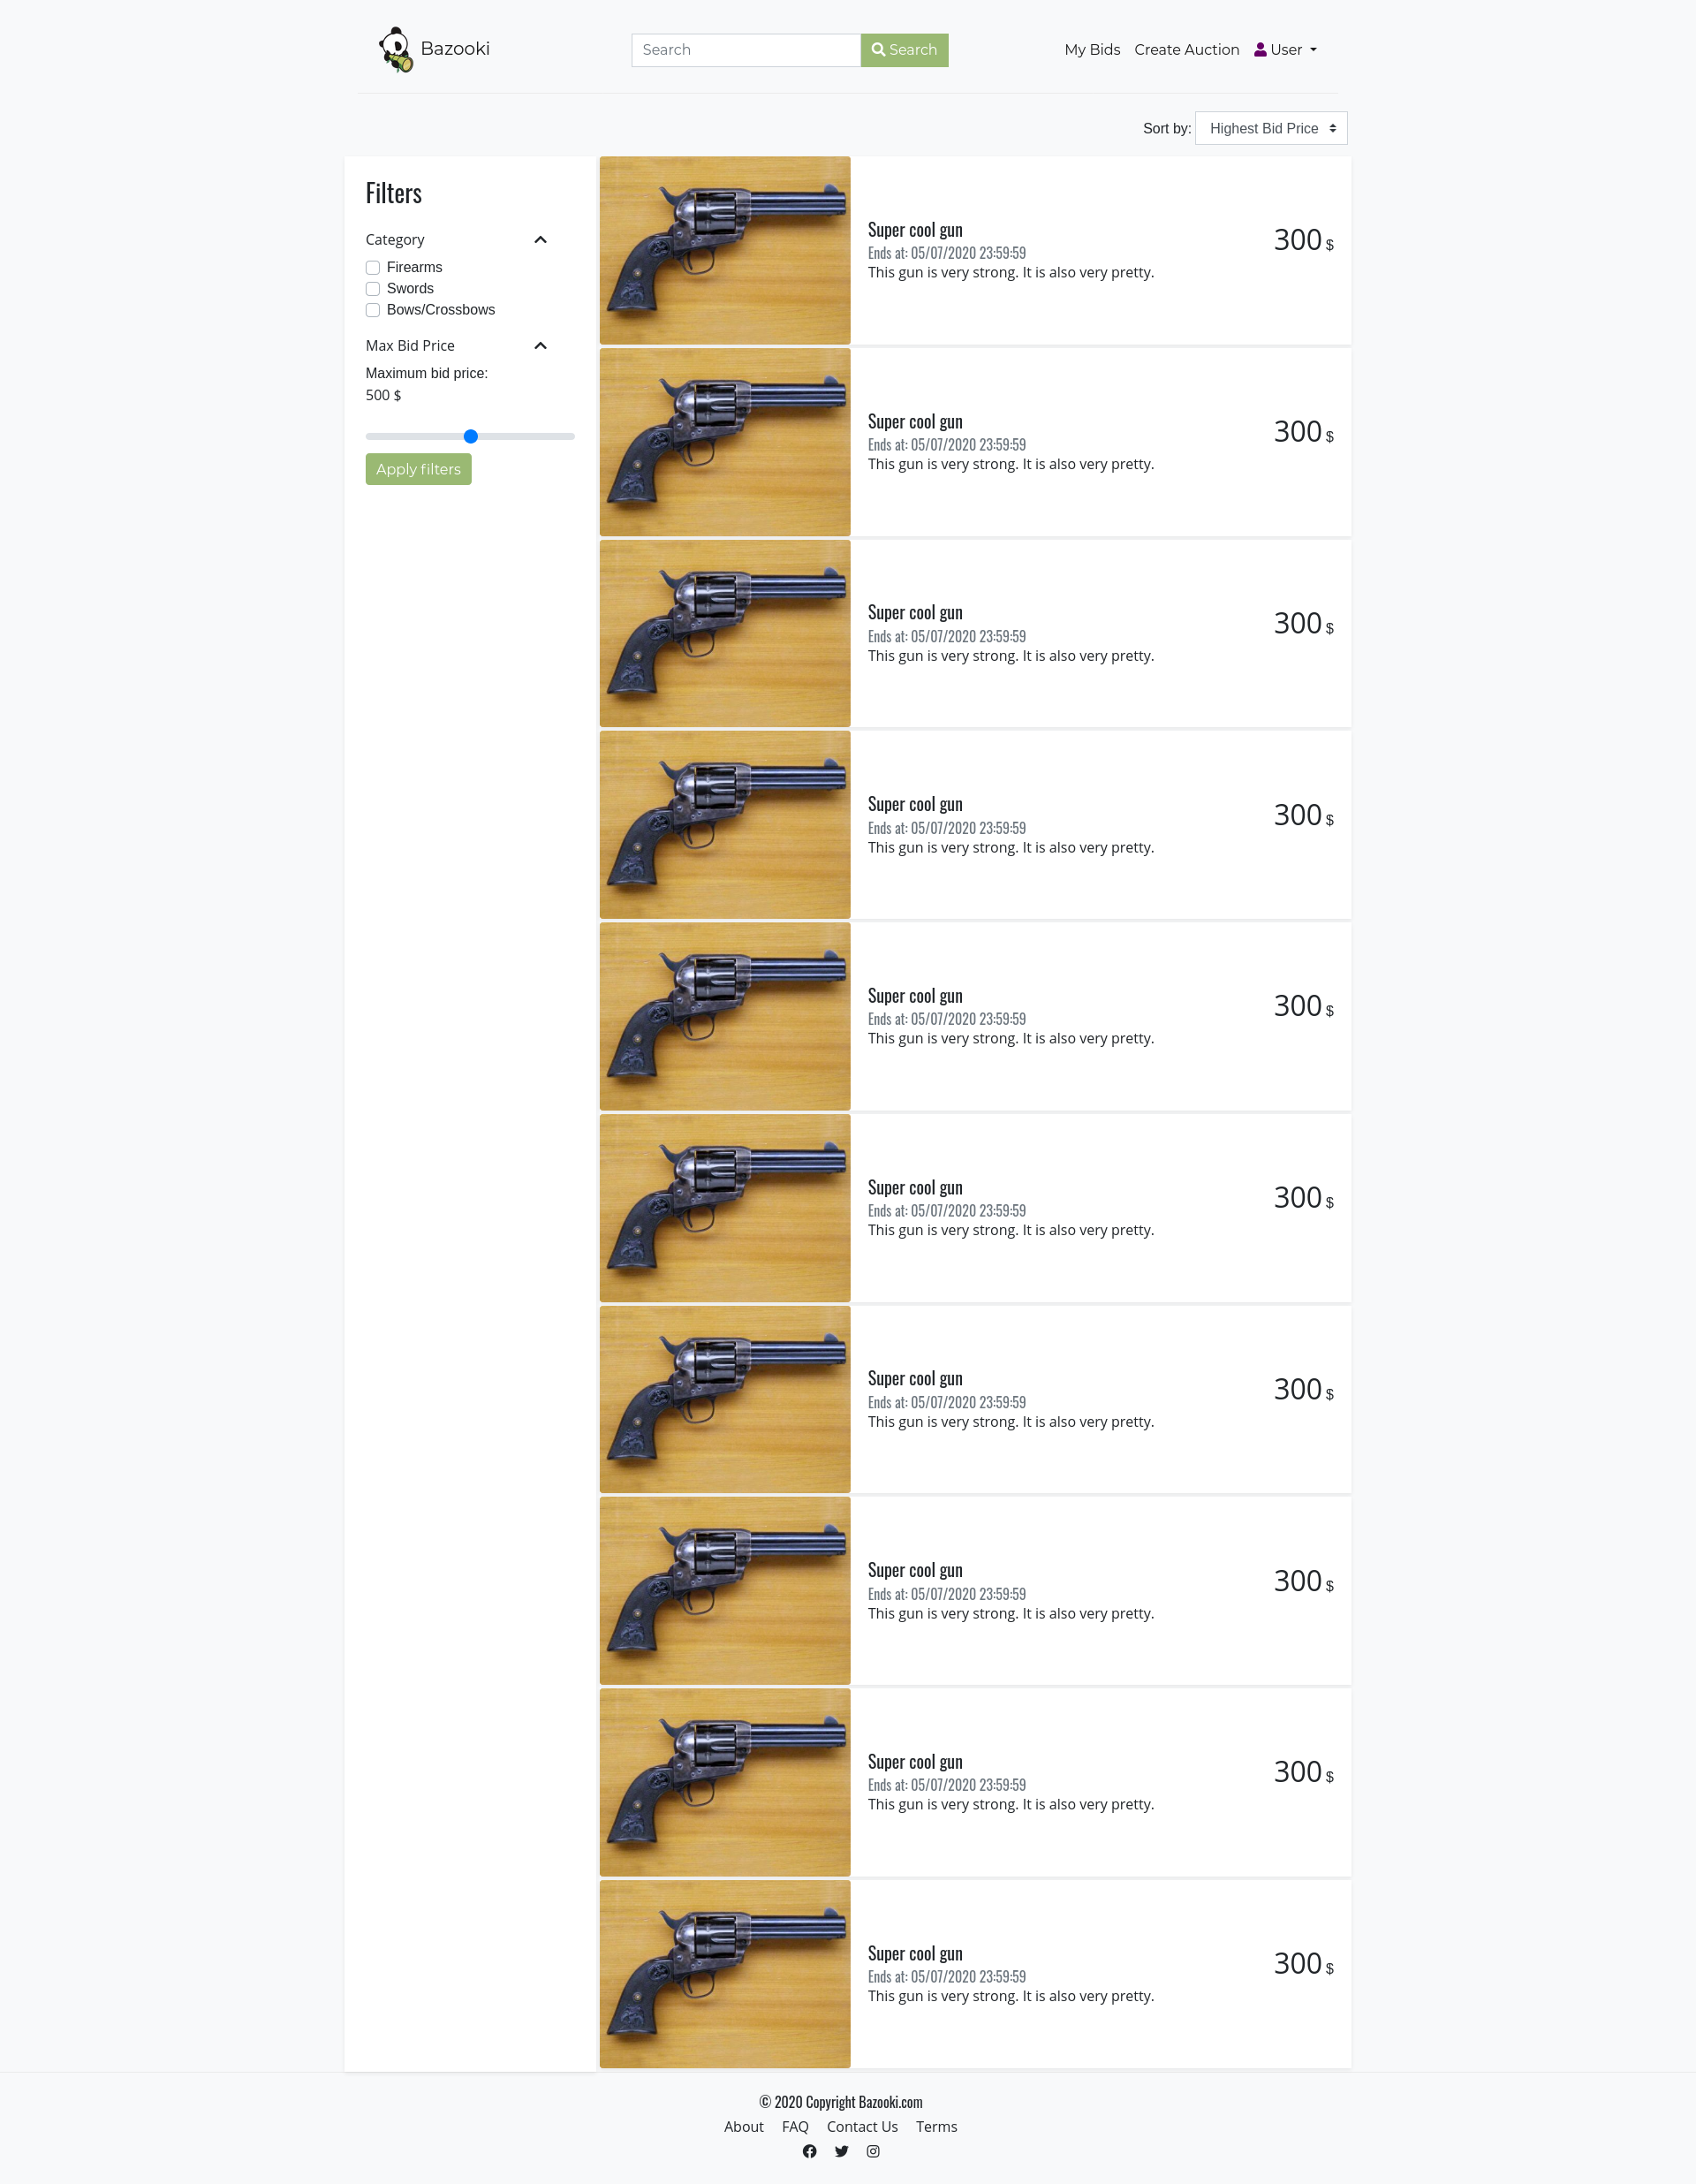 Bazooki
Search
Search
My Bids
Create Auction
User
Sort by:
Highest Bid Price
Filters
Category
Firearms
Swords
Bows/Crossbows
Max Bid Price
Maximum bid price:
500 $
Apply filters
Super cool gun
Ends at: 05/07/2020 23:59:59
This gun is very strong. It is also very pretty.
300 $
Super cool gun
Ends at: 05/07/2020 23:59:59
This gun is very strong. It is also very pretty.
300 $
Super cool gun
Ends at: 05/07/2020 23:59:59
This gun is very strong. It is also very pretty.
300 $
Super cool gun
Ends at: 05/07/2020 23:59:59
This gun is very strong. It is also very pretty.
300 $
Super cool gun
Ends at: 05/07/2020 23:59:59
This gun is very strong. It is also very pretty.
300 $
Super cool gun
Ends at: 05/07/2020 23:59:59
This gun is very strong. It is also very pretty.
300 $
Super cool gun
Ends at: 05/07/2020 23:59:59
This gun is very strong. It is also very pretty.
300 $
Super cool gun
Ends at: 05/07/2020 23:59:59
This gun is very strong. It is also very pretty.
300 $
Super cool gun
Ends at: 05/07/2020 23:59:59
This gun is very strong. It is also very pretty.
300 $
Super cool gun
Ends at: 05/07/2020 23:59:59
This gun is very strong. It is also very pretty.
300 $
© 2020 Copyright Bazooki.com
About FAQ Contact Us Terms